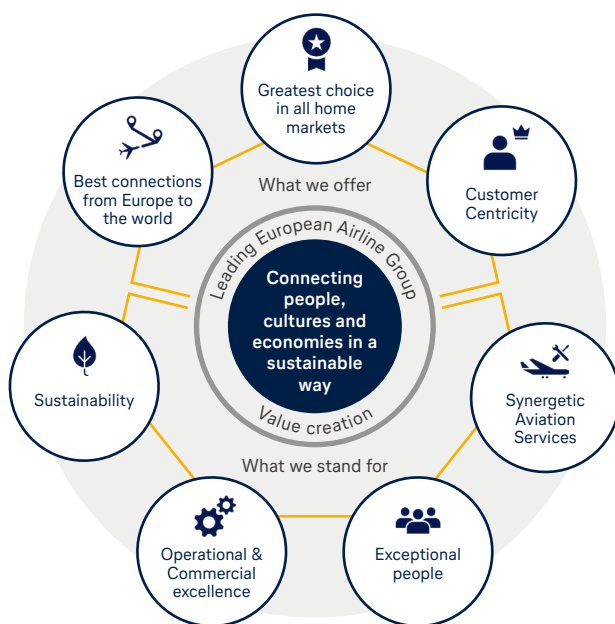 Greatest choice
in all home
markets
Best connections
from Europe to
the world
What we offer
Customer
Centricity
Leading European Airline Group
Connecting
people,
cultures and
economies in a
sustainable
way
Value creation
Sustainability
Synergetic
Aviation
Services
What we stand for
Operational &
Commercial
excellence
Exceptional
people